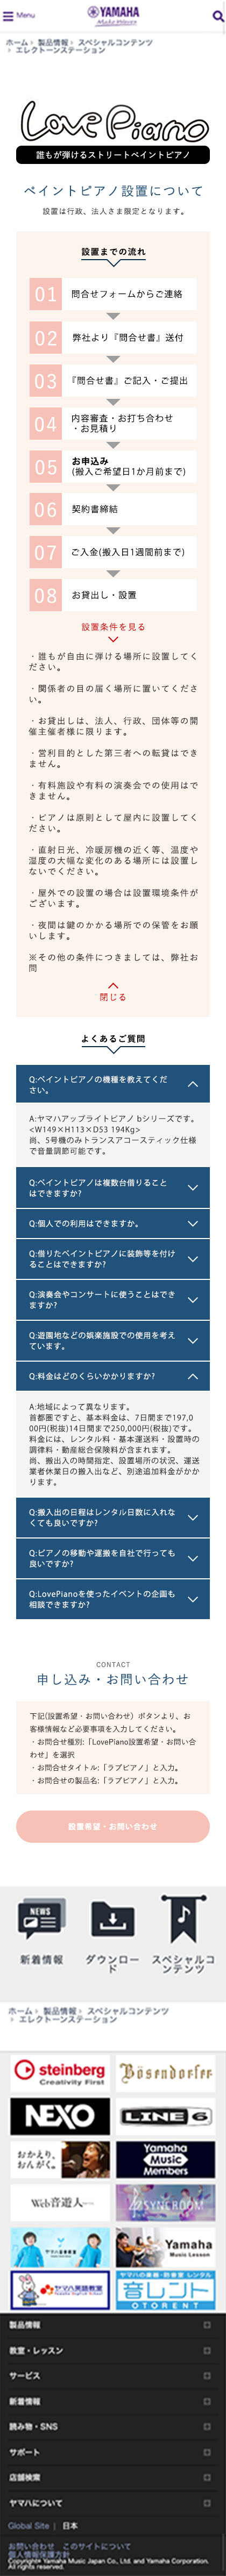 Menu
YAMAHA
Make Waves
ホーム › 製品情報 › スペシャルコンテンツ
› エレクトーンステーション
Love Piano
誰もが弾けるストリートペイントピアノ
ペイントピアノ設置について
設置は行政、法人さま限定となります。
設置までの流れ
01 問合せフォームからご連絡
02 弊社より『問合せ書』送付
03 『問合せ書』ご記入・ご提出
04 内容審査・お打ち合わせ
・お見積り
05 お申込み
(搬入ご希望日1か月前まで)
06 契約書締結
07 ご入金(搬入日1週間前まで)
08 お貸出し・設置
設置条件を見る
・誰もが自由に弾ける場所に設置してく
ださい。
・関係者の目の届く場所に置いてくださ
い。
・お貸出しは、法人、行政、団体等の開
催主催者様に限ります。
・営利目的とした第三者への転貸はでき
ません。
・有料施設や有料の演奏会での使用はで
きません。
・ピアノは原則として屋内に設置してく
ださい。
・直射日光、冷暖房機の近く等、温度や
湿度の大幅な変化のある場所には設置し
ないでください。
・屋外での設置の場合は設置環境条件が
ございます。
・夜間は鍵のかかる場所での保管をお願
いします。
※その他の条件につきましては、弊社お
問
閉じる
よくあるご質問
Q:ペイントピアノの機種を教えてくだ
さい。
A:ヤマハアップライトピアノ bシリーズです。
<W149×H113×D53 194Kg>
尚、5号機のみトランスアコースティック仕様
で音量調節可能です。
Q:ペイントピアノは複数台借りること
はできますか?
Q:個人での利用はできますか。
Q:借りたペイントピアノに装飾等を付け
ることはできますか?
Q:演奏会やコンサートに使うことはでき
ますか?
Q:遊園地などの娯楽施設での使用を考え
ています。
Q:料金はどのくらいかかりますか?
A:地域によって異なります。
首都圏ですと、基本料金は、7日間まで197,0
00円(税抜)14日間まで250,000円(税抜)です。
料金には、レンタル料・基本運送料・設置時の
調律料・動産総合保険料が含まれます。
尚、搬出入の時間指定、設置場所の状況、運送
業者休業日の搬入出など、別途追加料金がかか
ります。
Q:搬入出の日程はレンタル日数に入れな
くても良いですか?
Q:ピアノの移動や運搬を自社で行っても
良いですか?
Q:LovePianoを使ったイベントの企画も
相談できますか?
CONTACT
申し込み・お問い合わせ
下記(設置希望・お問い合わせ）ボタンより、お
客様情報など必要事項を入力してください。
・お問合せ種別:「LovePiano設置希望・お問い合
わせ」を選択
・お問合せタイトル:「ラブピアノ」と入力。
・お問合せの製品名:「ラブピアノ」と入力。
設置希望・お問い合わせ
NEWS
新着情報
ダウンロー
ド
スペシャルコ
ンテンツ
ホーム › 製品情報 › スペシャルコンテンツ
› エレクトーンステーション
steinberg
Creativity First
Bösendorfer
NEXO
LINE 6
おかえり、
おんがく。
Yamaha
Music
Members
Web音遊人
SYNCROOM
Yamaha
Music Lesson
ヤマハ英語教室
音レント
OTORENT
製品情報
教室・レッスン
サービス
新着情報
読み物・SNS
サポート
店舗検索
ヤマハについて
Global Site | 日本
お問い合わせ このサイトについて
個人情報保護方針
Copyright© Yamaha Music Japan Co., Ltd. and Yamaha Corporation.
All rights reserved.